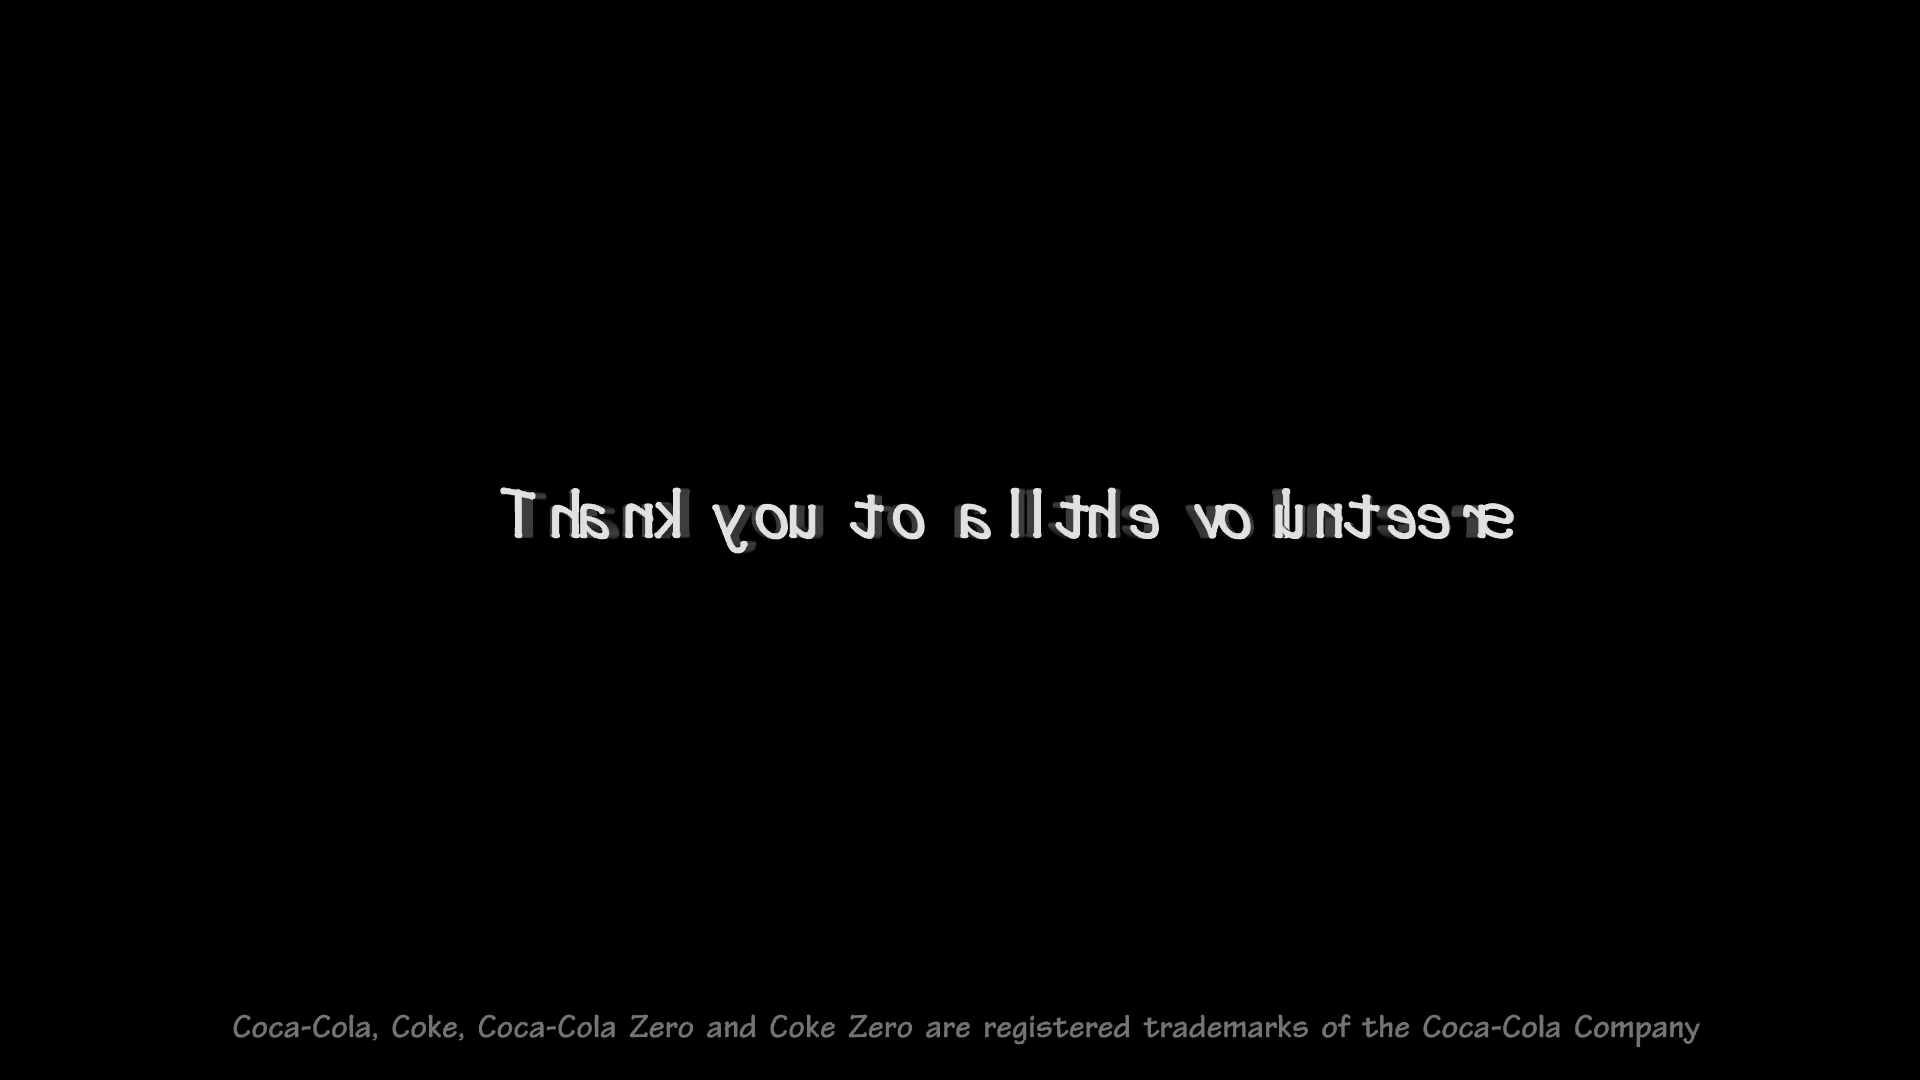 Thank you to all the volunteers
Coca-Cola, Coke, Coca-Cola Zero and Coke Zero are registered trademarks of the Coca-Cola Company